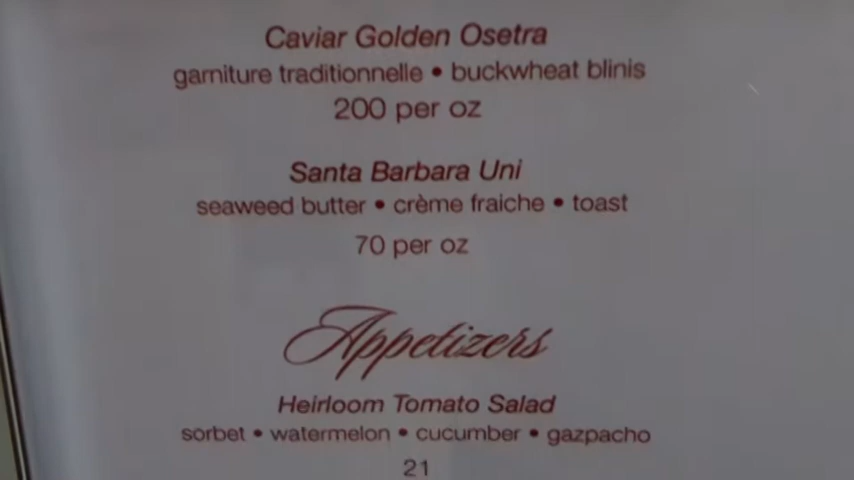 Caviar Golden Osetra
garniture traditionnelle • buckwheat blinis
200 per oz
Santa Barbara Uni
seaweed butter • crème fraiche • toast
70 per oz
Appetizers
Heirloom Tomato Salad
sorbet • watermelon • cucumber • gazpacho
21